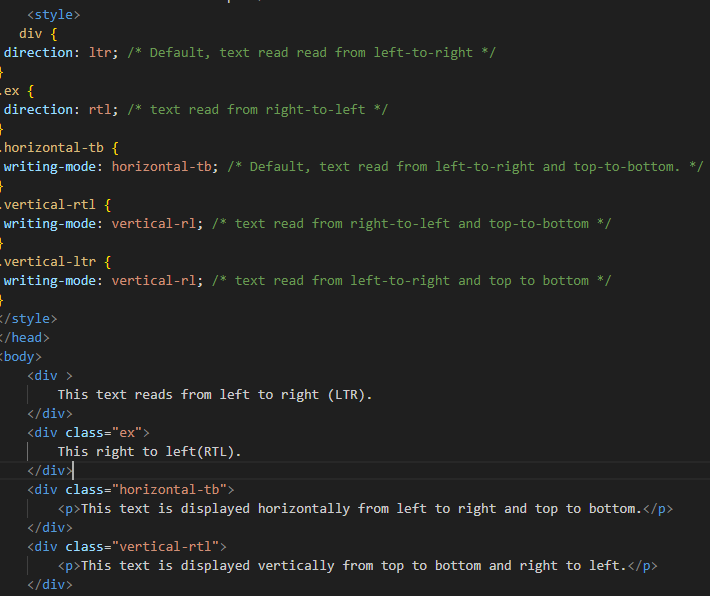 <style>
div {
direction: ltr; /* Default, text read read from left-to-right */
}
.ex {
direction: rtl; /* text read from right-to-left */
}
.horizontal-tb {
writing-mode: horizontal-tb; /* Default, text read from left-to-right and top-to-bottom. */
}
.vertical-rtl {
writing-mode: vertical-rl; /* text read from right-to-left and top-to-bottom */
}
.vertical-ltr {
writing-mode: vertical-rl; /* text read from left-to-right and top to bottom */
}
</style>
</head>
<body>
<div >
This text reads from left to right (LTR).
</div>
<div class="ex">
This right to left(RTL).
</div>
<div class="horizontal-tb">
<p>This text is displayed horizontally from left to right and top to bottom.</p>
</div>
<div class="vertical-rtl">
<p>This text is displayed vertically from top to bottom and right to left.</p>
</div>